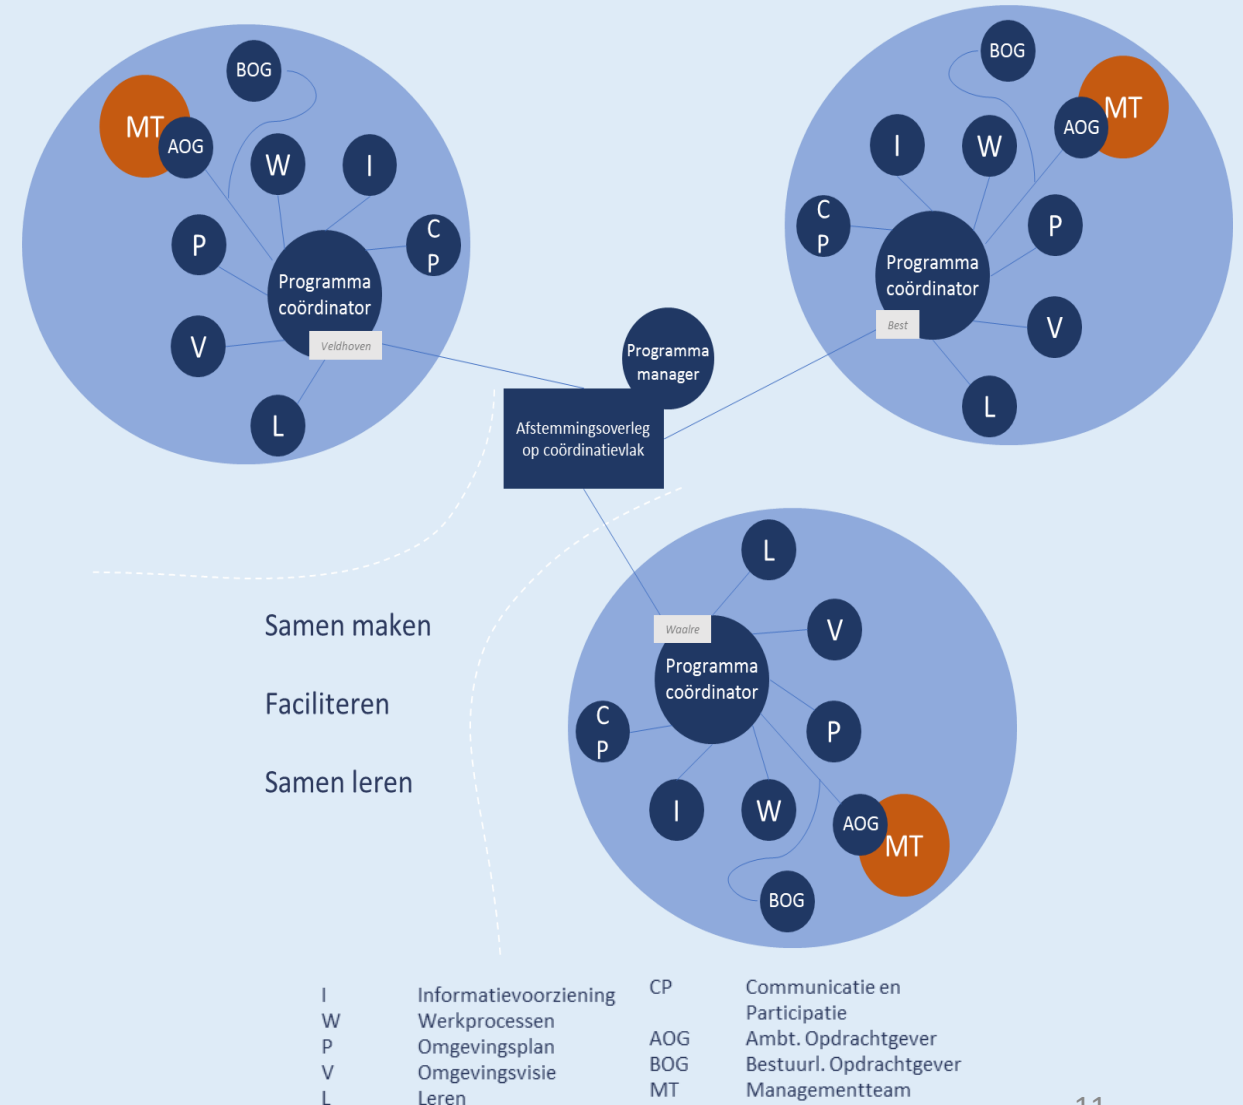 BOG
MT
AOG
W
I
P
C
P
Programma
coördinator
Veldhoven
V
L
BOG
MT
AOG
I
W
C
P
P
Programma
coördinator
Best
V
L
Programma
manager
Afstemmingsoverleg
op coördinatievlak
L
Waalre
V
Programma
coördinator
C
P
P
I
W
AOG
MT
BOG
Samen maken
Faciliteren
Samen leren
I Informatievoorziening
W Werkprocessen
P Omgevingsplan
V Omgevingsvisie
L Leren
CP Communicatie en
Participatie
AOG Ambt. Opdrachtgever
BOG Bestuurl. Opdrachtgever
MT Managementteam
11